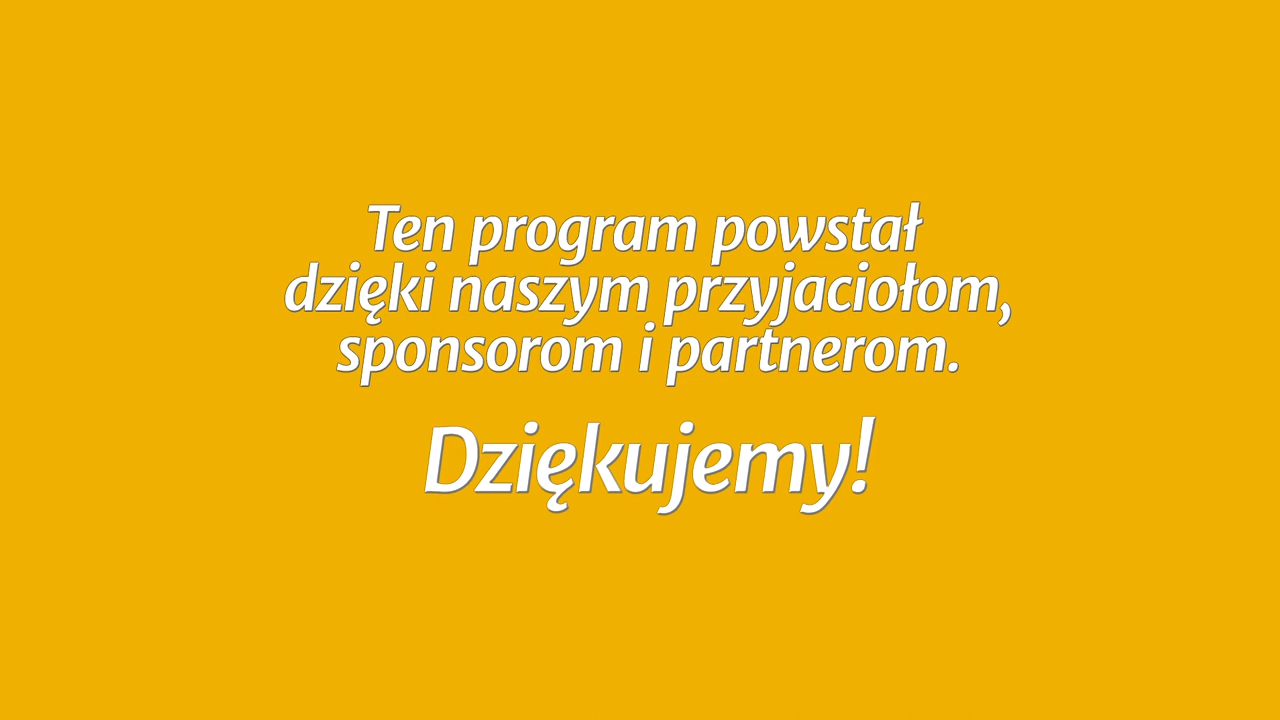 Ten program powstał
dzięki naszym przyjaciołom,
sponsorom i partnerom.
Dziękujemy!